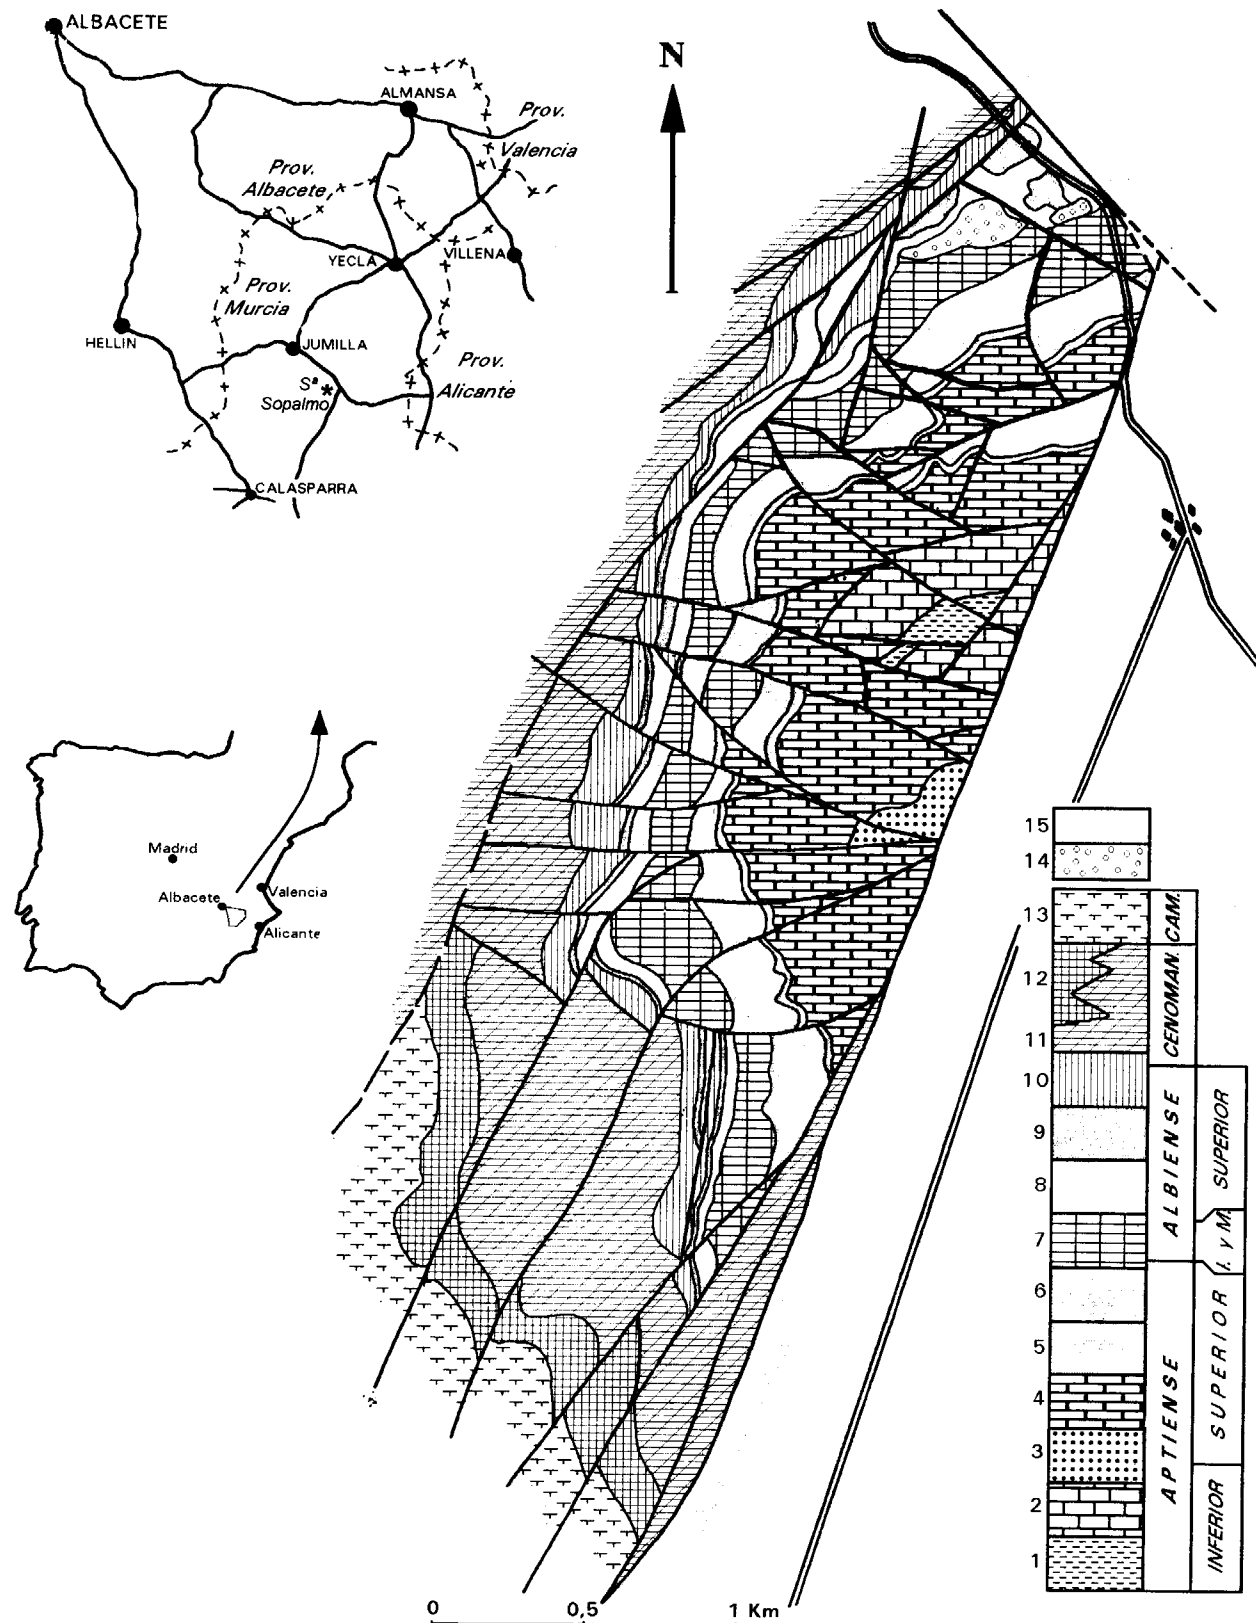 ALBACETE
ALMANSA
Prov.
Valencia
Prov.
Albacete
YECLA
VILLENA
Prov.
Murcia
HELLIN
JUMILLA
Prov.
Alicante
Sª
Sopalmo
CALASPARRA
N
Madrid
Albacete
Valencia
Alicante
15
14
13
12
11
10
9
8
7
6
5
4
3
2
1
CAM.
CENOMAN.
ALBIENSE
SUPERIOR
I. y M.
APTIENSE
SUPERIOR
INFERIOR
0 0,5 1 Km